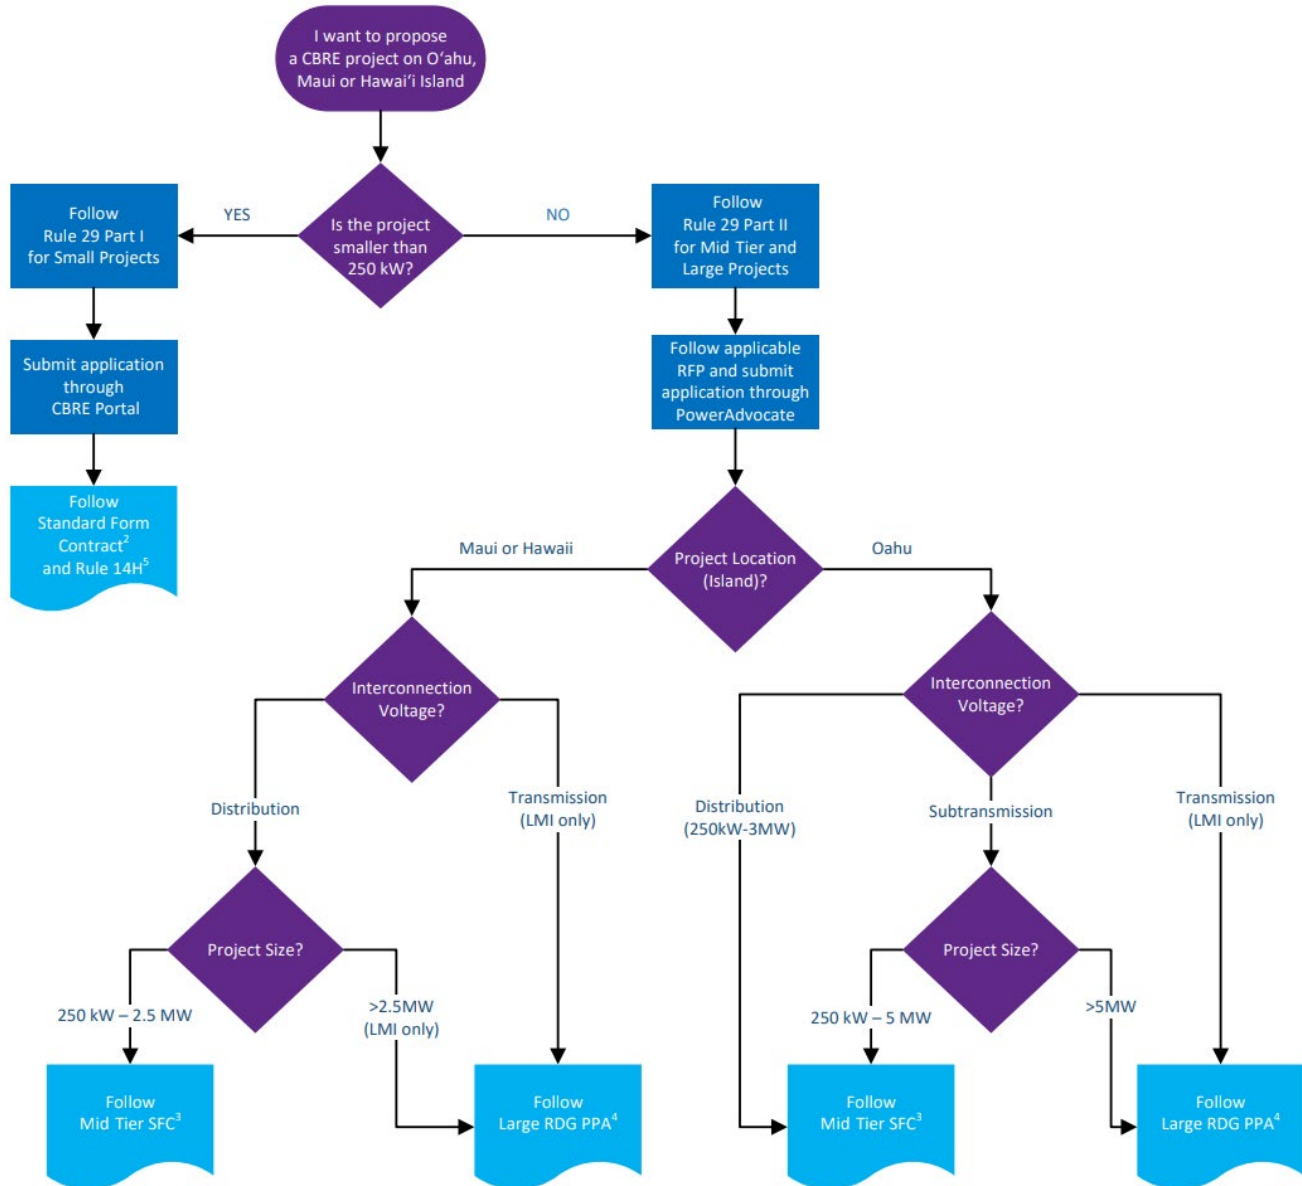 I want to propose
a CBRE project on Oʻahu,
Maui or Hawaiʻi Island
Is the project
smaller than
250 kW?
YES
NO
Follow
Rule 29 Part I
for Small Projects
Submit application
through
CBRE Portal
Follow
Standard Form
Contract²
and Rule 14H⁵
Follow
Rule 29 Part II
for Mid Tier and
Large Projects
Follow applicable
RFP and submit
application through
PowerAdvocate
Project Location
(Island)?
Maui or Hawaii
Oahu
Interconnection
Voltage?
Distribution
Transmission
(LMI only)
Project Size?
250 kW – 2.5 MW
>2.5MW
(LMI only)
Follow
Mid Tier SFC³
Follow
Large RDG PPA⁴
Interconnection
Voltage?
Distribution
(250kW-3MW)
Subtransmission
Transmission
(LMI only)
Project Size?
250 kW – 5 MW
>5MW
Follow
Mid Tier SFC³
Follow
Large RDG PPA⁴